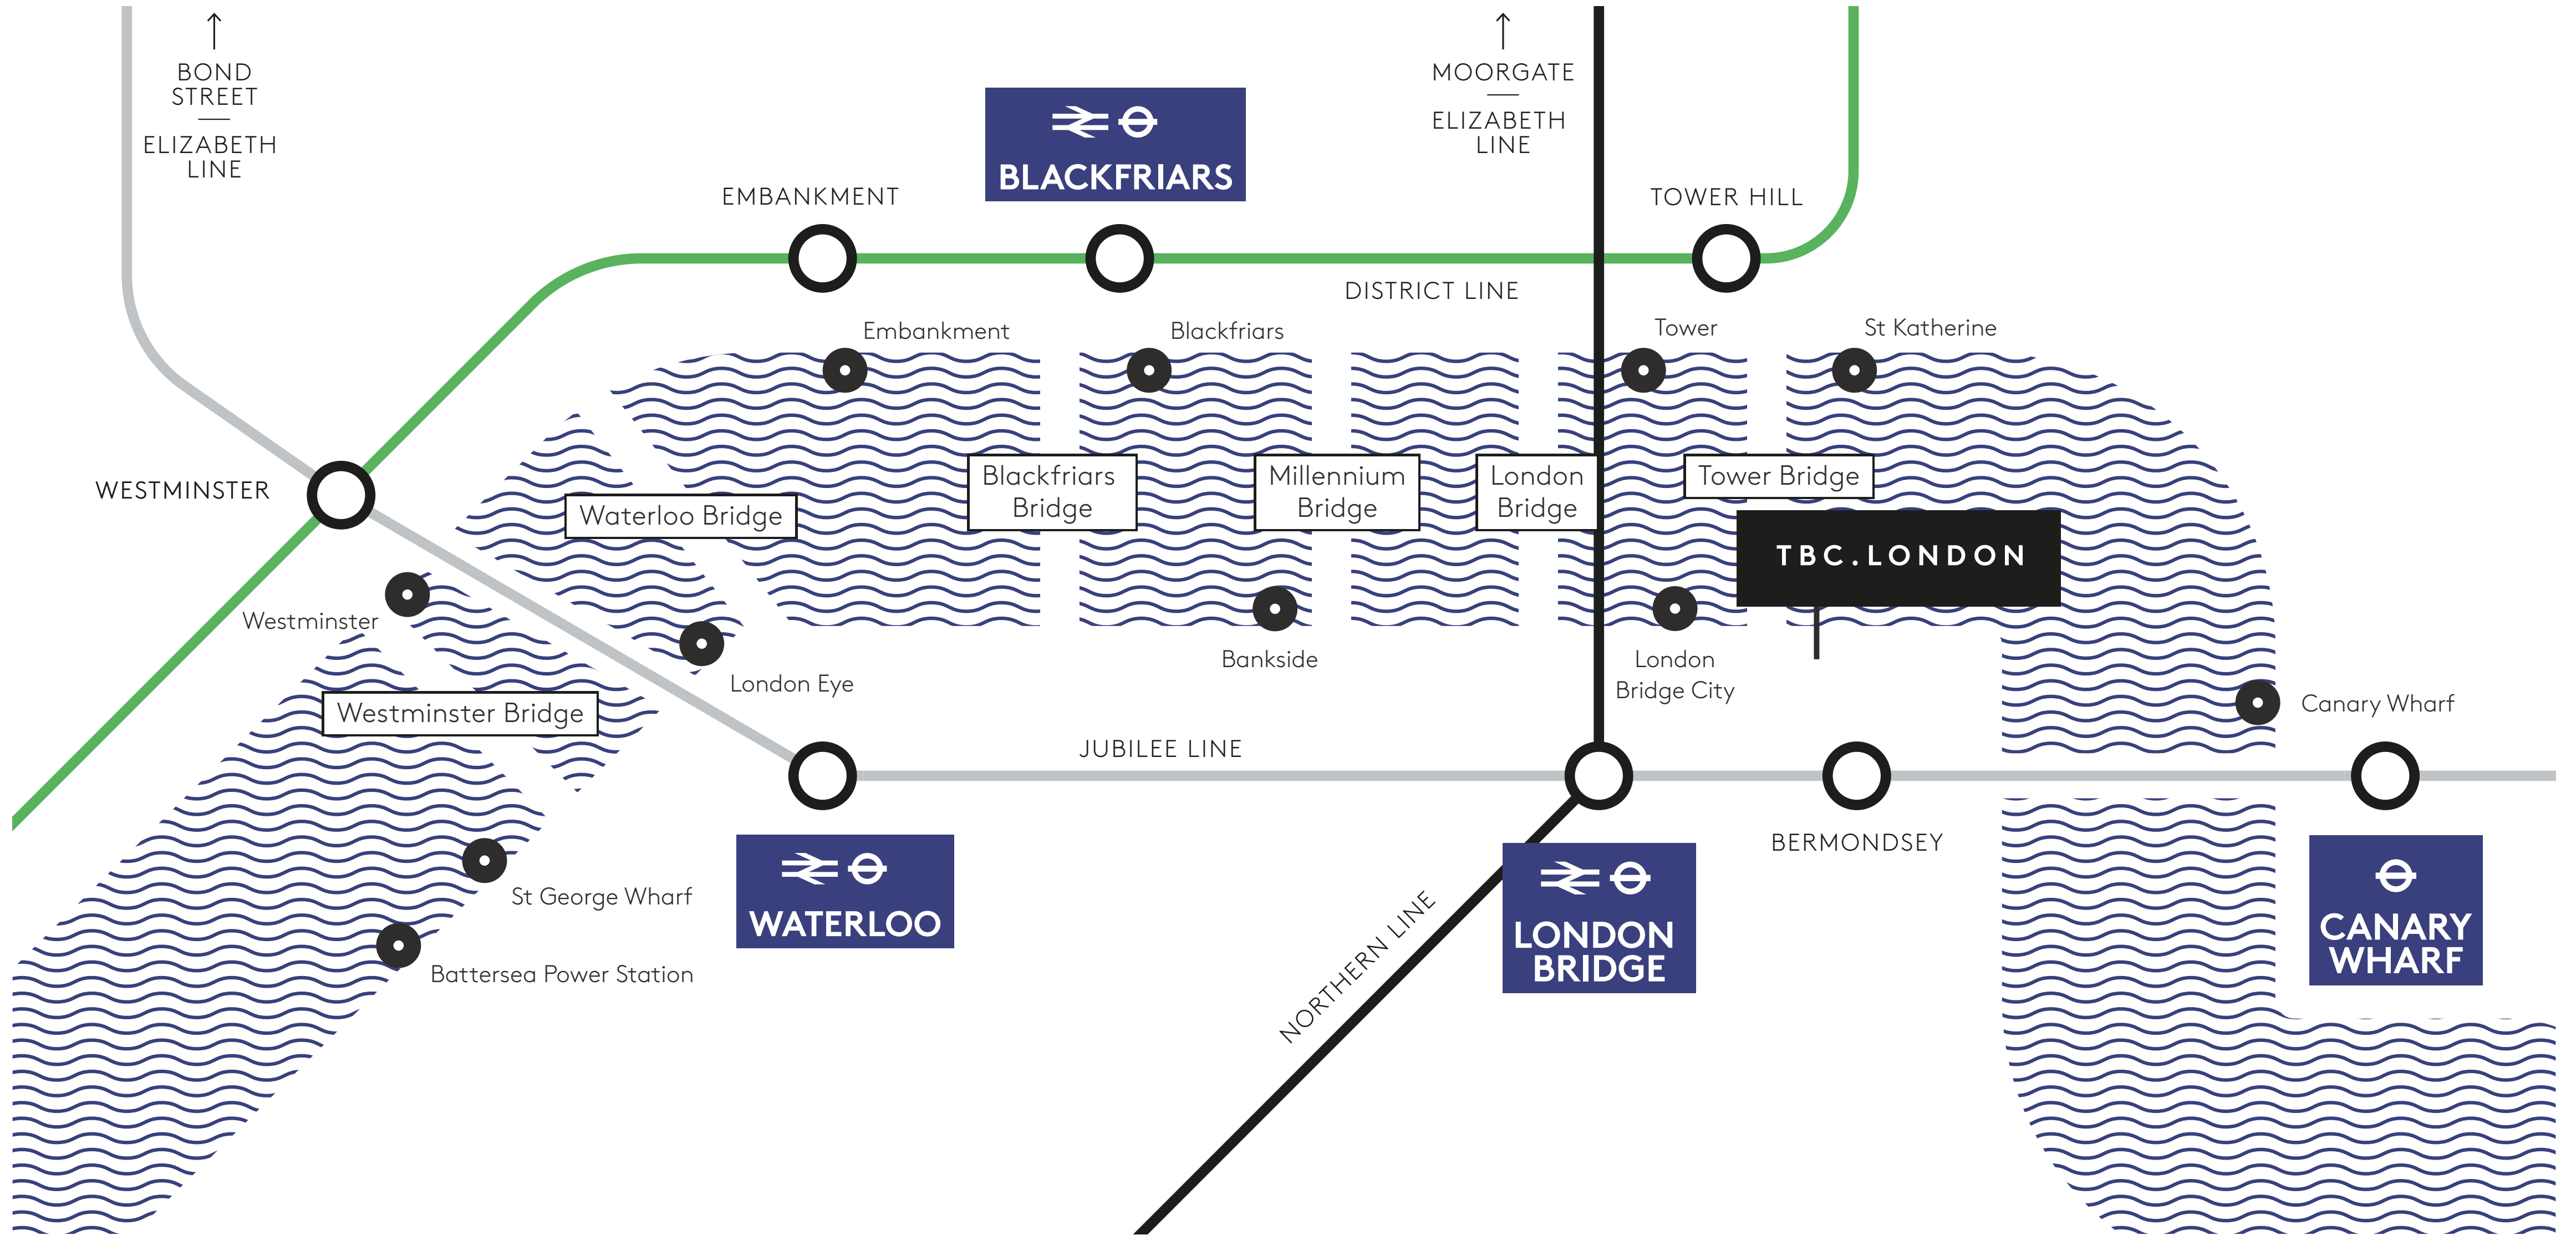 BOND
STREET
ELIZABETH
LINE
MOORGATE
ELIZABETH
LINE
BLACKFRIARS
EMBANKMENT
TOWER HILL
DISTRICT LINE
Embankment
Blackfriars
Tower
St Katherine
WESTMINSTER
Waterloo Bridge
Blackfriars
Bridge
Millennium
Bridge
London
Bridge
Tower Bridge
TBC.LONDON
Westminster
London Eye
Bankside
London
Bridge City
Canary Wharf
Westminster Bridge
JUBILEE LINE
BERMONDSEY
St George Wharf
Battersea Power Station
WATERLOO
NORTHERN LINE
LONDON
BRIDGE
CANARY
WHARF